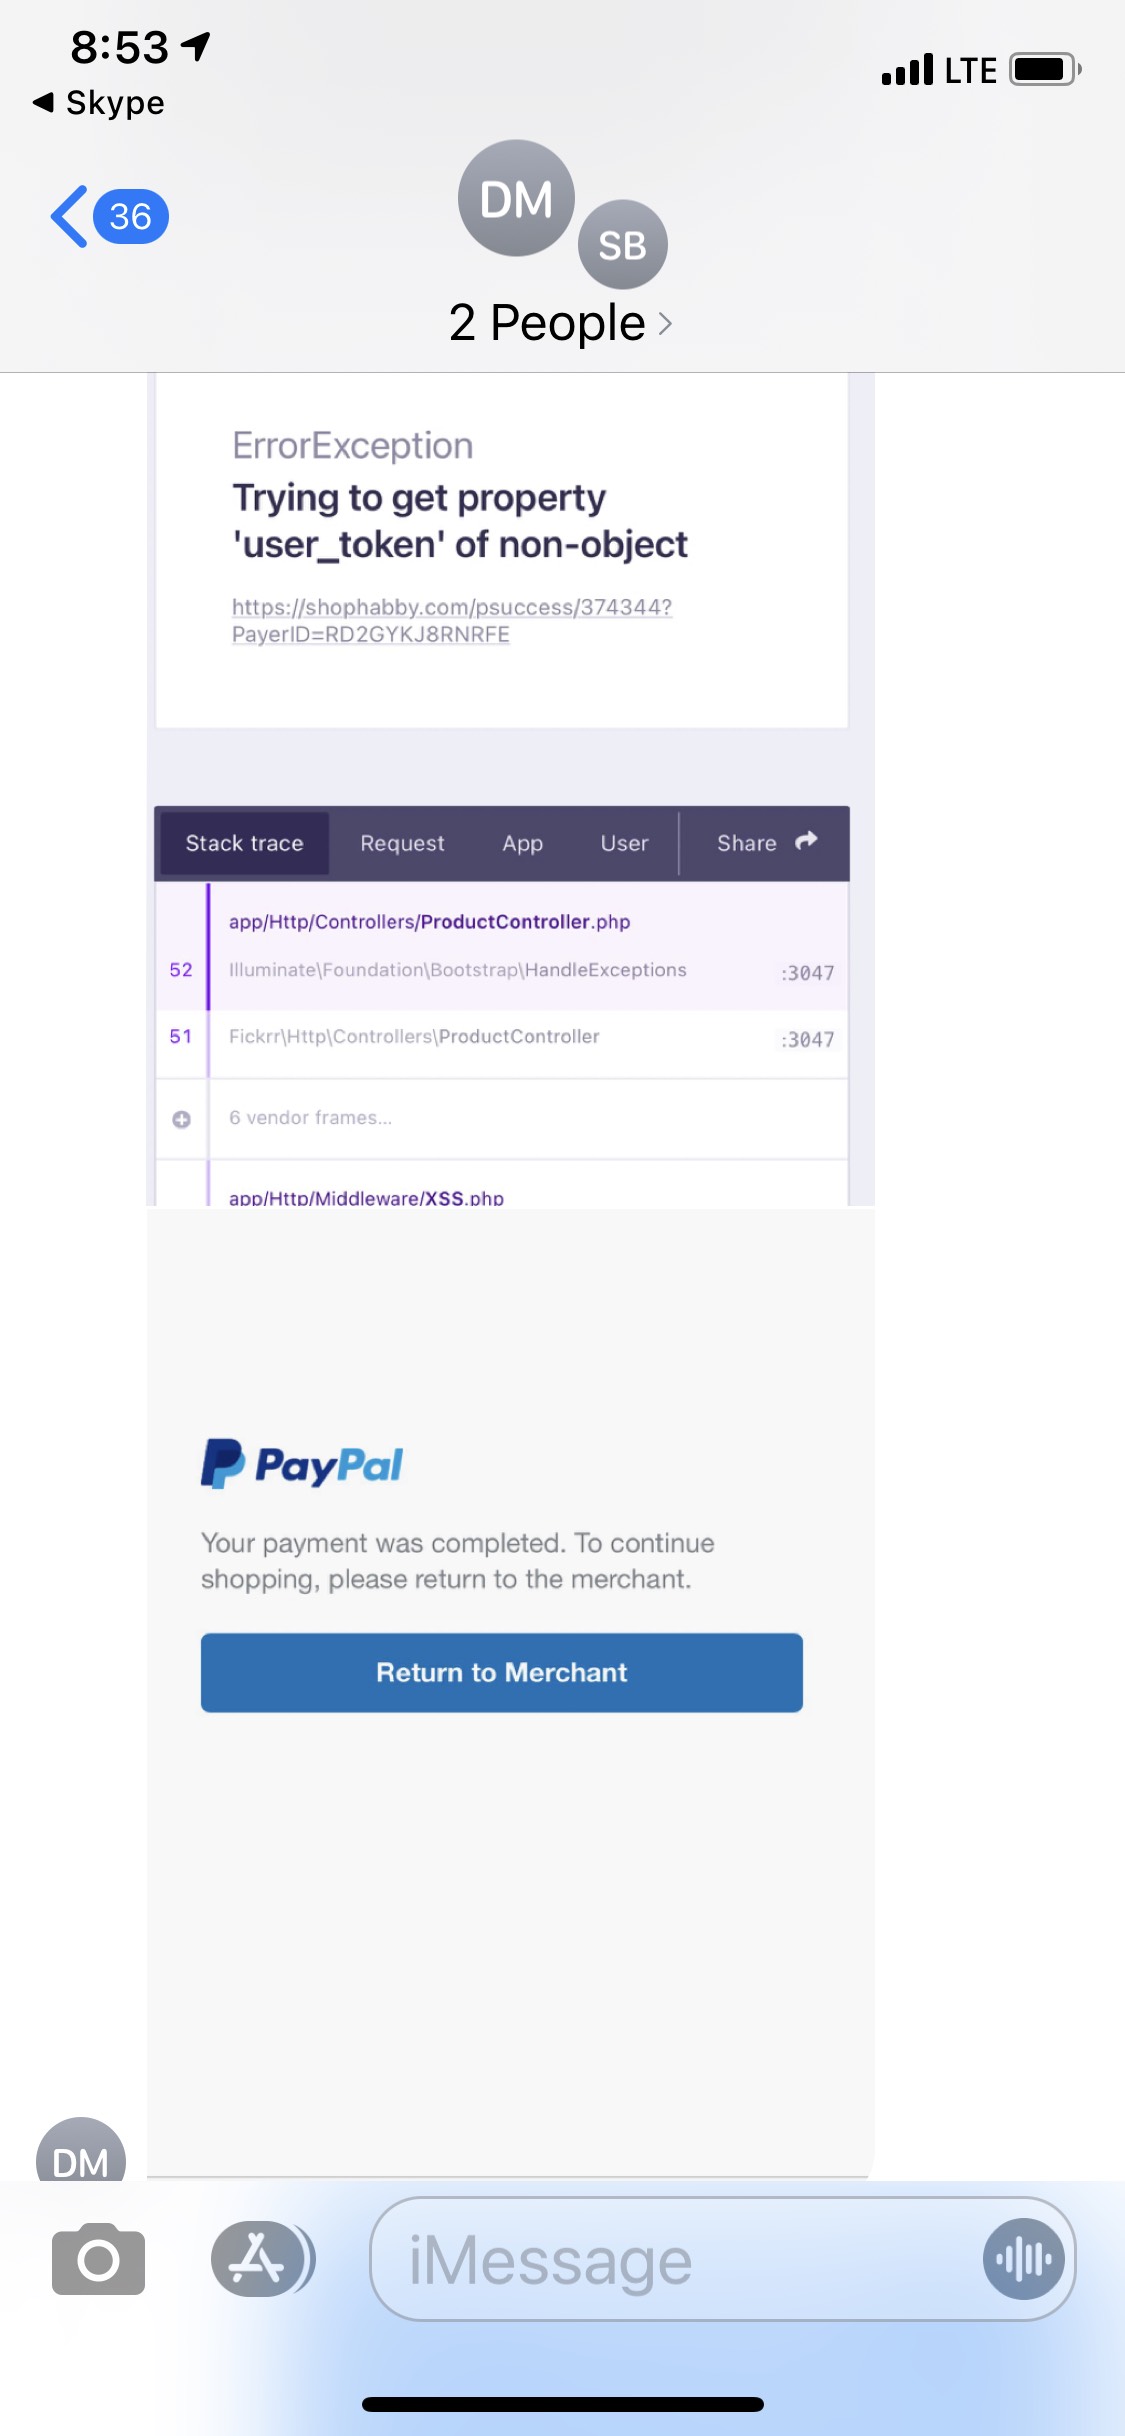 8:53
Skype
LTE
36
DM
SB
2 People
ErrorException
Trying to get property
'user_token' of non-object
https://shophabby.com/psuccess/374344?
PayerID=RD2GYKJ8RNRFE
Stack trace Request App User Share
app/Http/Controllers/ProductController.php
52 Illuminate\Foundation\Bootstrap\HandleExceptions :3047
51 Fickrr\Http\Controllers\ProductController :3047
6 vendor frames...
app/Http/Middleware/XSS.php
PayPal
Your payment was completed. To continue
shopping, please return to the merchant.
Return to Merchant
DM
iMessage